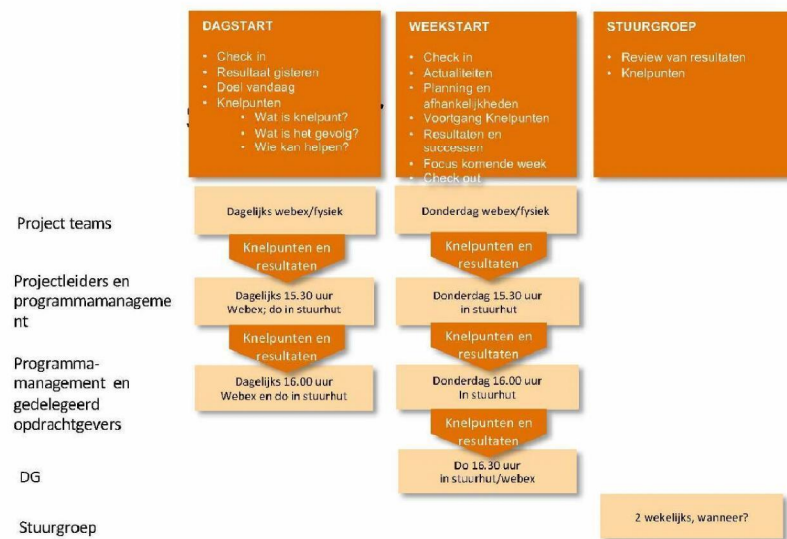 DAGSTART
• Check in
• Resultaat gisteren
• Doel vandaag
• Knelpunten
• Wat is knelpunt?
• Wat is het gevolg?
• Wie kan helpen?
WEEKSTART
• Check in
• Actualiteiten
• Planning en
afhankelijkheden
• Voortgang Knelpunten
• Resultaten en
successen
• Focus komende week
• Check out
STUURGROEP
• Review van resultaten
• Knelpunten
Project teams
Dagelijks webex/fysiek
Donderdag webex/fysiek
Knelpunten en
resultaten
Knelpunten en
resultaten
Projectleiders en
programmamanageme
nt
Dagelijks 15.30 uur
Webex; do in stuurhut
Donderdag 15.30 uur
in stuurhut
Knelpunten en
resultaten
Knelpunten en
resultaten
Programma-
management en
gedelegeerd
opdrachtgevers
Dagelijks 16.00 uur
Webex en do in stuurhut
Donderdag 16.00 uur
In stuurhut
Knelpunten en
resultaten
DG
Do 16.30 uur
in stuurhut/webex
Stuurgroep
2 wekelijks, wanneer?